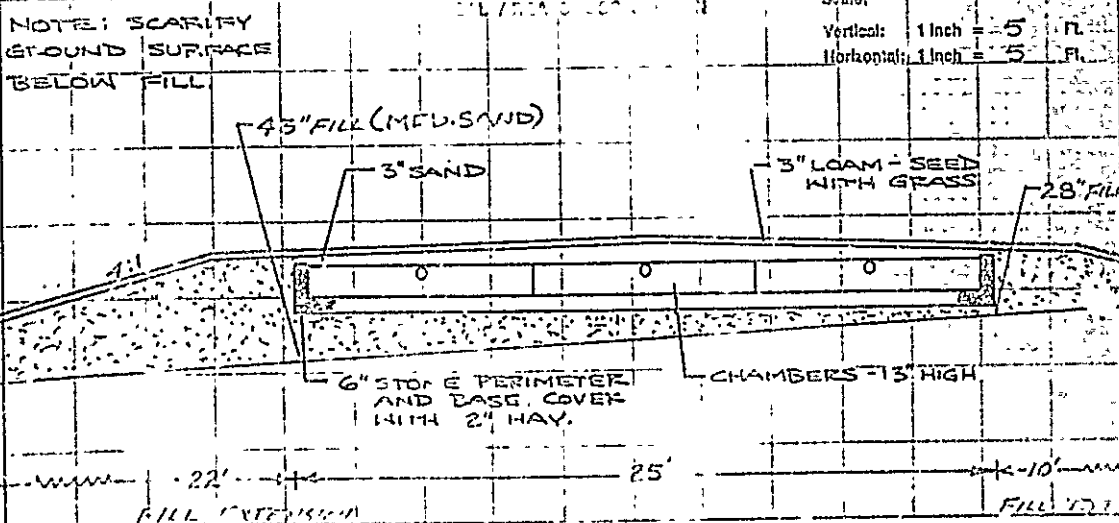 NOTE: SCARIFY
GROUND SURFACE
BELOW FILL.
Vertical: 1 Inch = 5 Ft.
Horizontal: 1 Inch = 5 Ft.
43" FILL (MED. SAND)
3" SAND
3" LOAM - SEED
WITH GRASS
28" FILL
4:1
6" STONE PERIMETER
AND BASE. COVER
WITH 2" HAY.
CHAMBERS - 13" HIGH
22'
25'
10'
FILL EXTENSION
FILL